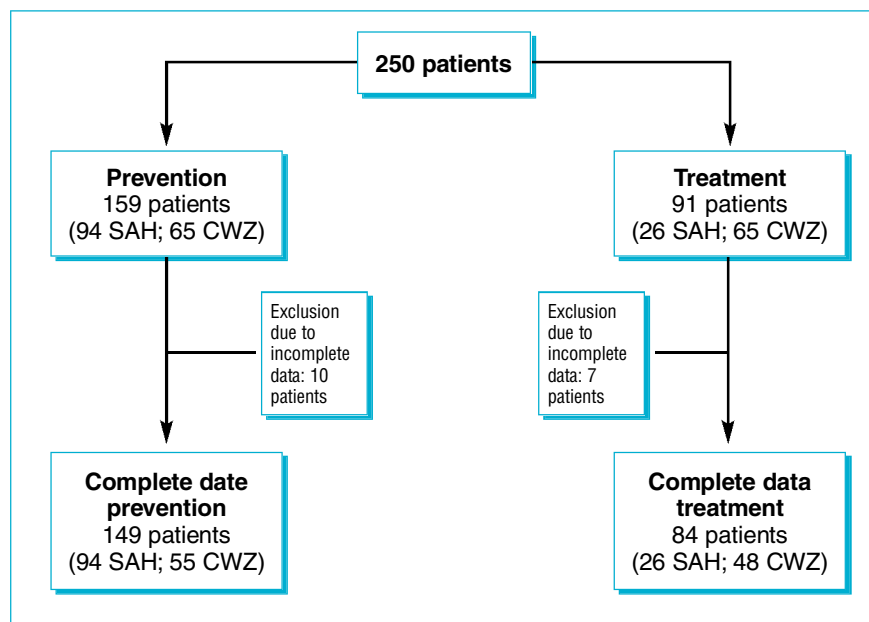 250 patients
Prevention
159 patients
(94 SAH; 65 CWZ)
Treatment
91 patients
(26 SAH; 65 CWZ)
Exclusion
due to
incomplete
data: 10
patients
Exclusion
due to
incomplete
data: 7
patients
Complete date
prevention
149 patients
(94 SAH; 55 CWZ)
Complete data
treatment
84 patients
(26 SAH; 48 CWZ)